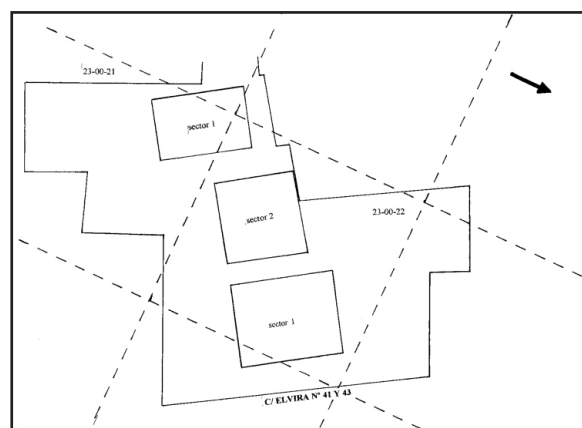 23-00-21
sector 1
sector 2
23-00-22
sector 1
C/ ELVIRA Nº 41 Y 43